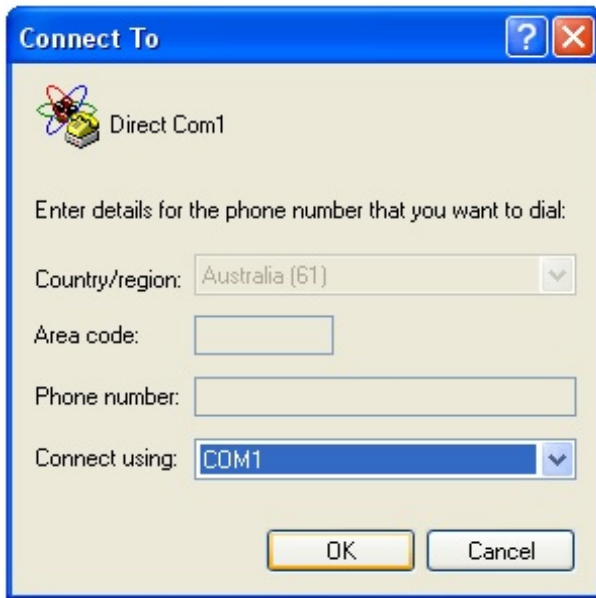 Connect To
?
Direct Com1
Enter details for the phone number that you want to dial:
Country/region: Australia (61)
Area code:
Phone number:
Connect using: COM1
OK Cancel